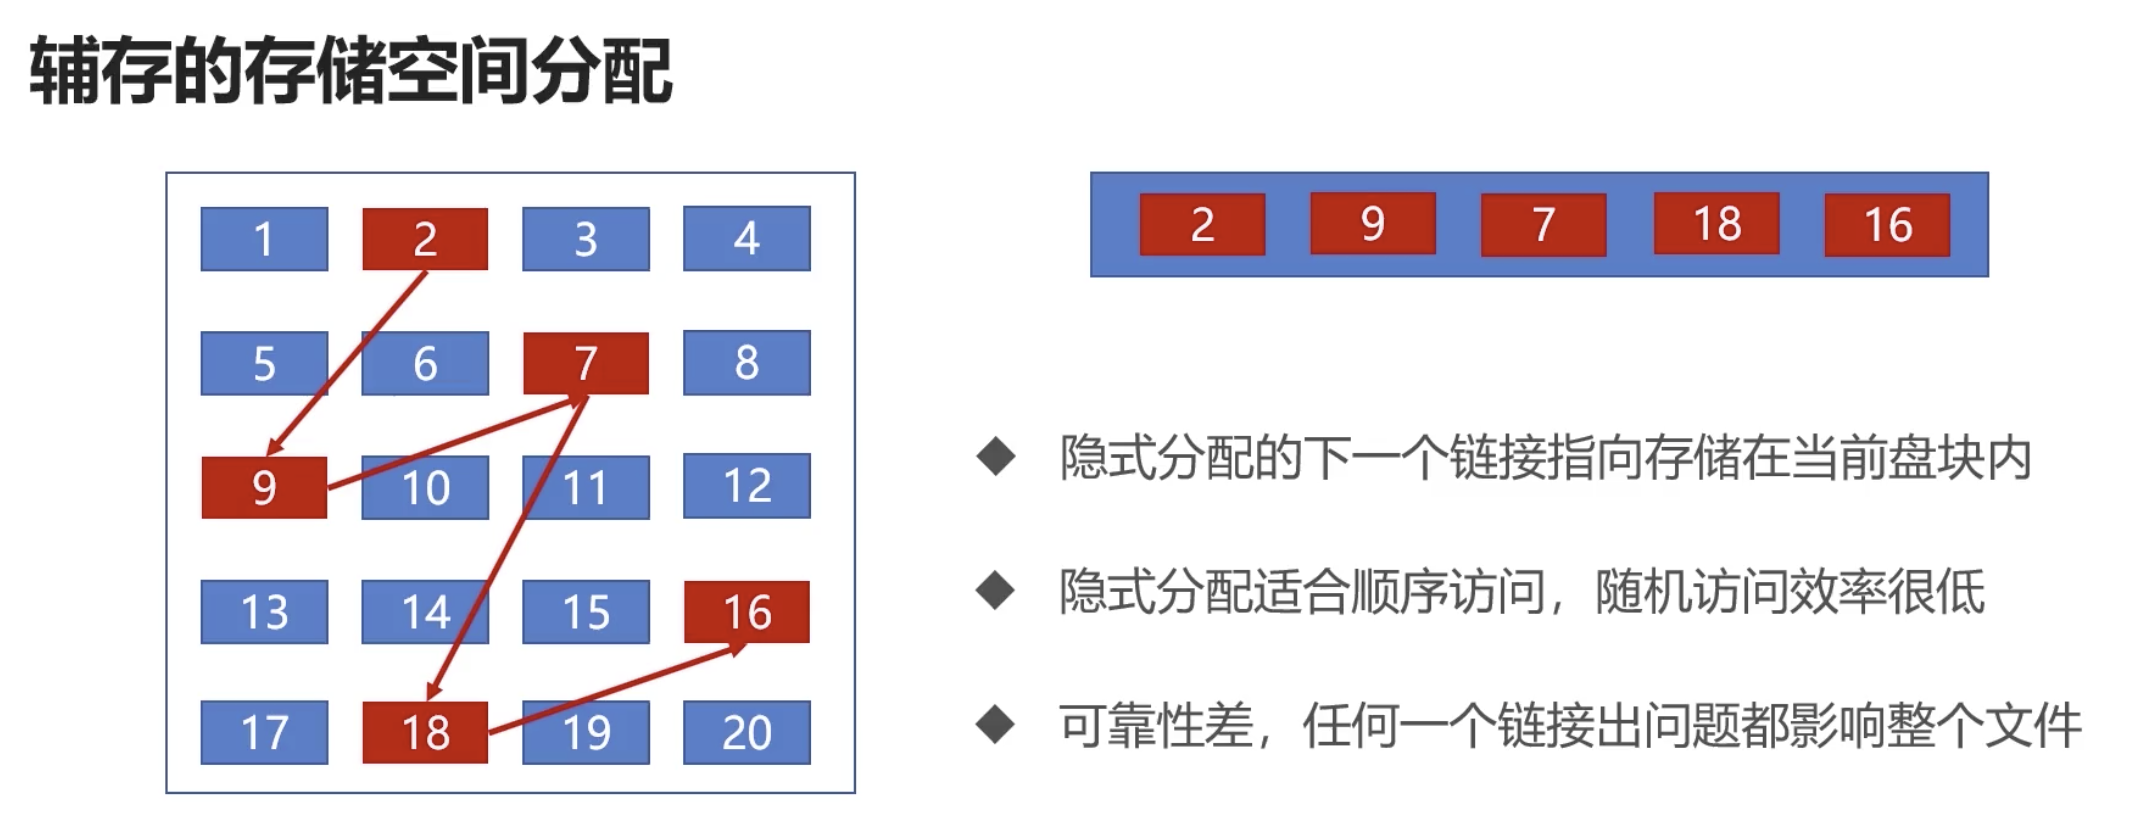 辅存的存储空间分配
1 2 3 4
5 6 7 8
9 10 11 12
13 14 15 16
17 18 19 20
2 9 7 18 16
隐式分配的下一个链接指向存储在当前盘块内
隐式分配适合顺序访问，随机访问效率很低
可靠性差，任何一个链接出问题都影响整个文件